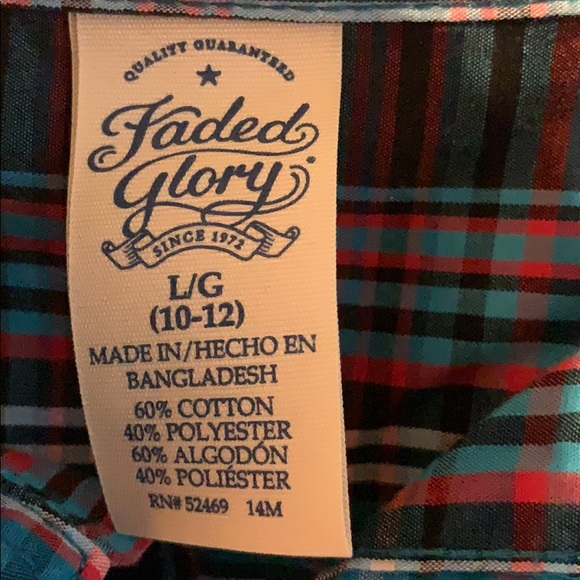 QUALITY GUARANTEED
Faded
Glory
SINCE 1972
L/G
(10-12)
MADE IN/HECHO EN
BANGLADESH
60% COTTON
40% POLYESTER
60% ALGODÓN
40% POLIÉSTER
RN# 52469 14M